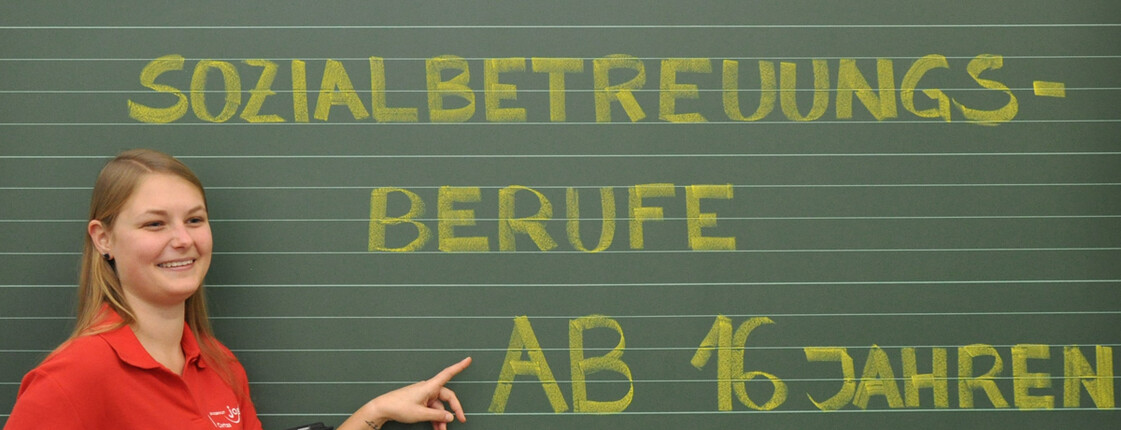 SOZIALBETREUUNGS-
BERUFE
AB 16 JAHREN